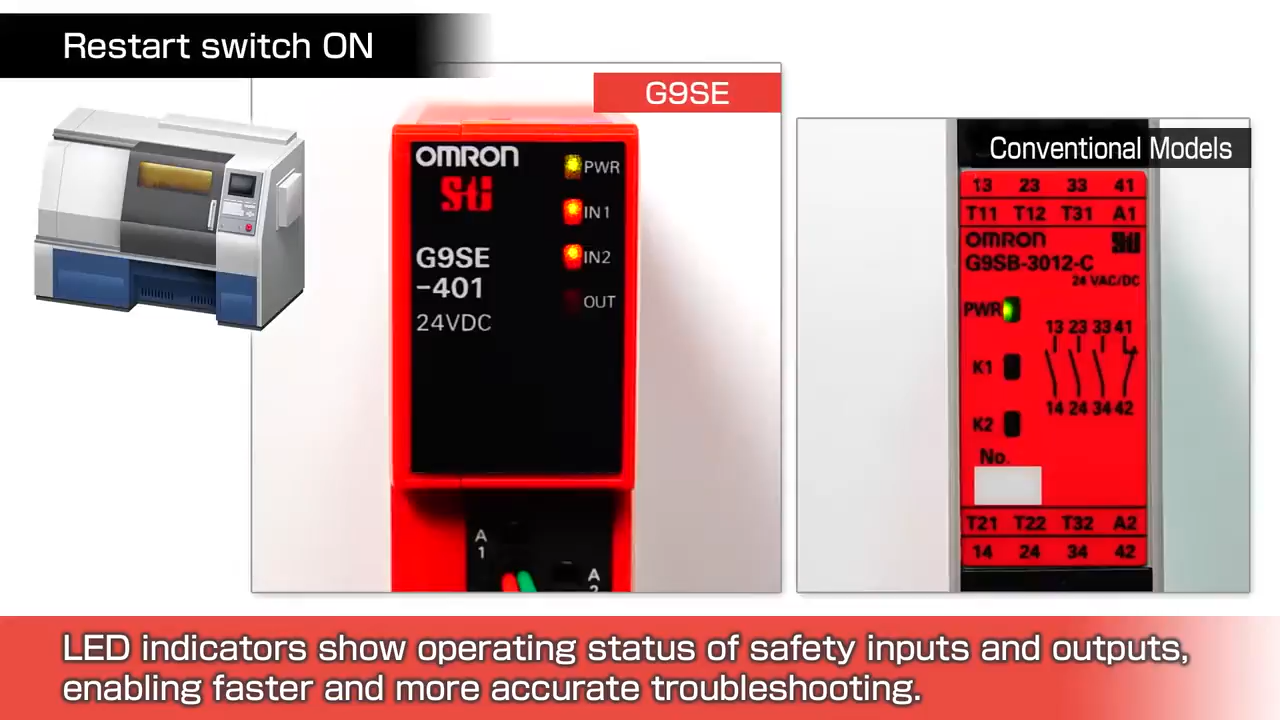 Restart switch ON
G9SE
OMRON
STI
PWR
IN1
IN2
OUT
G9SE
-401
24VDC
A
1
A
2
Conventional Models
13 23 33 41
T11 T12 T31 A1
OMRON STI
G9SB-3012-C
24 VAC/DC
PWR
K1
K2
13 23 33 41
14 24 34 42
No.
T21 T22 T32 A2
14 24 34 42
LED indicators show operating status of safety inputs and outputs,
enabling faster and more accurate troubleshooting.